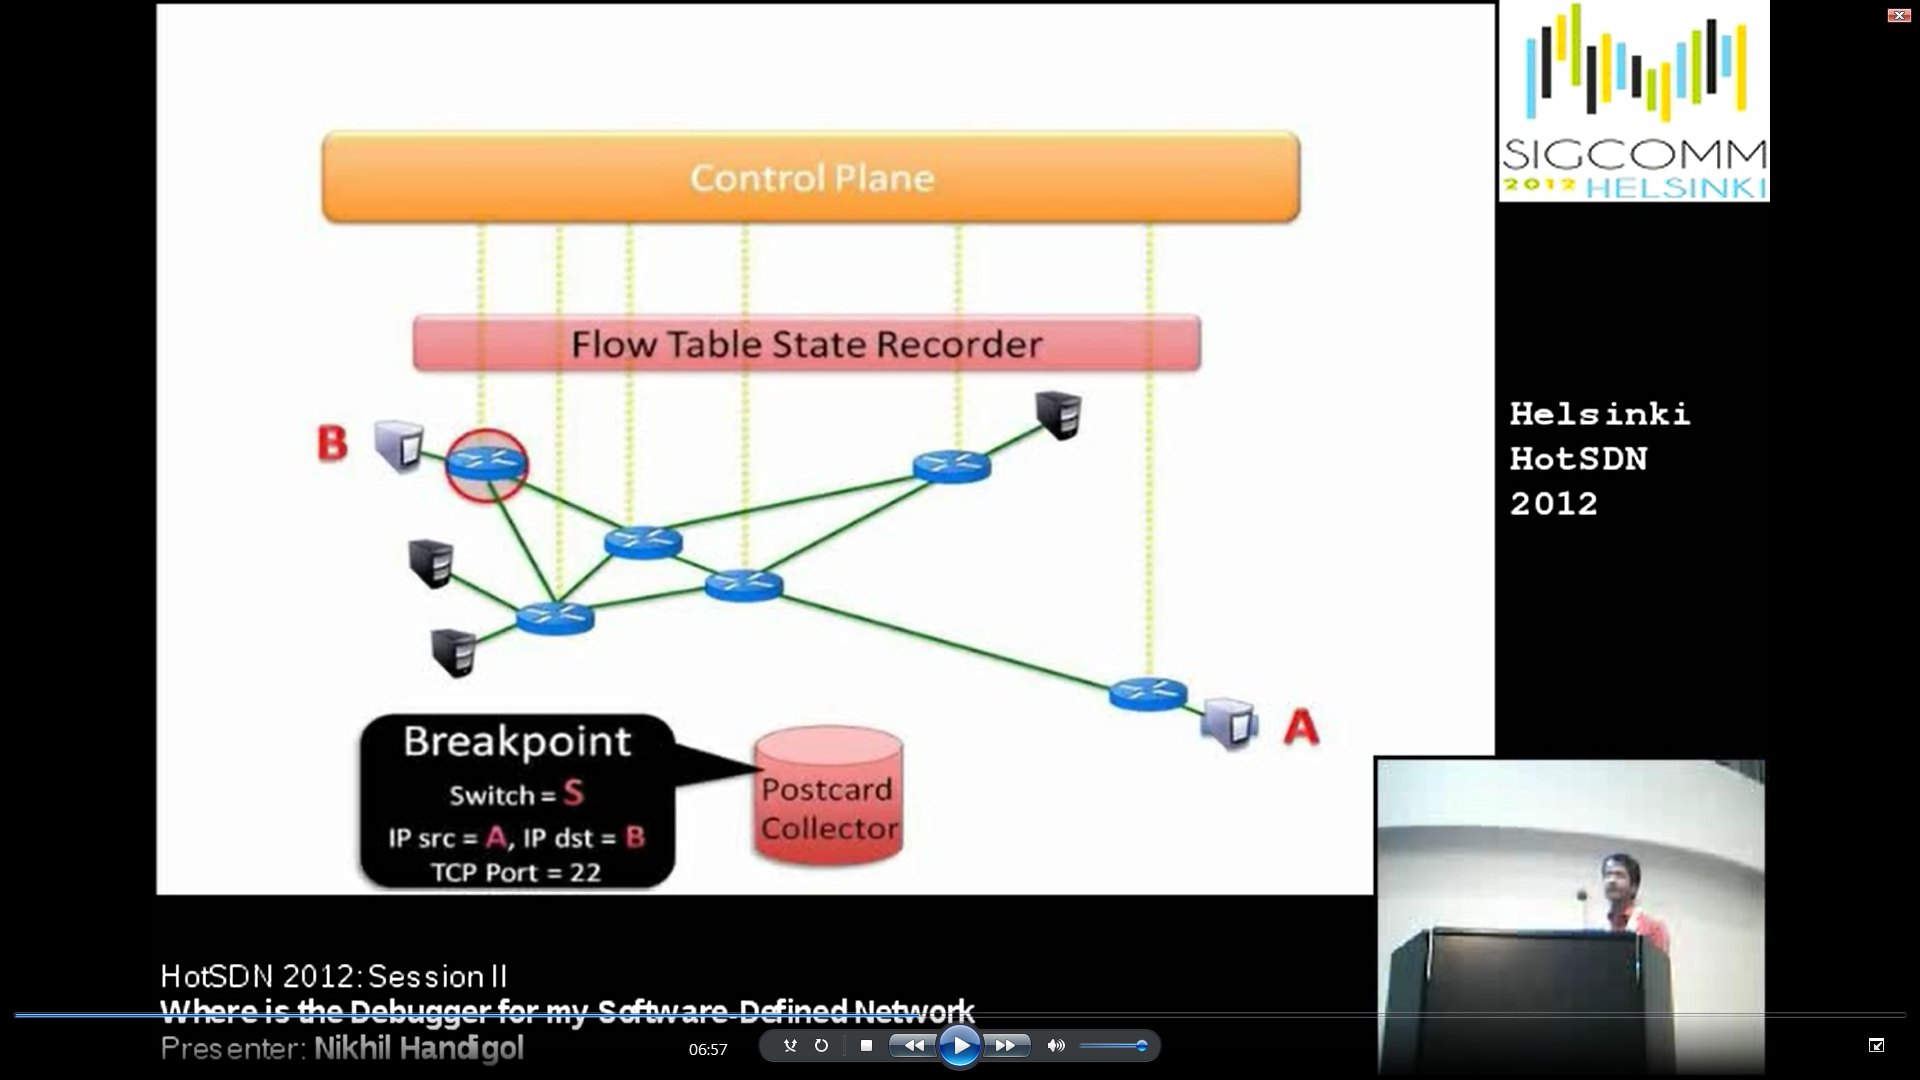 Control Plane
Flow Table State Recorder
B
A
Breakpoint
Switch = S
IP src = A, IP dst = B
TCP Port = 22
Postcard
Collector
SIGCOMM
2012 HELSINKI
Helsinki
HotSDN
2012
HotSDN 2012: Session II
Where is the Debugger for my Software-Defined Network
Presenter: Nikhil Handigol
06:57